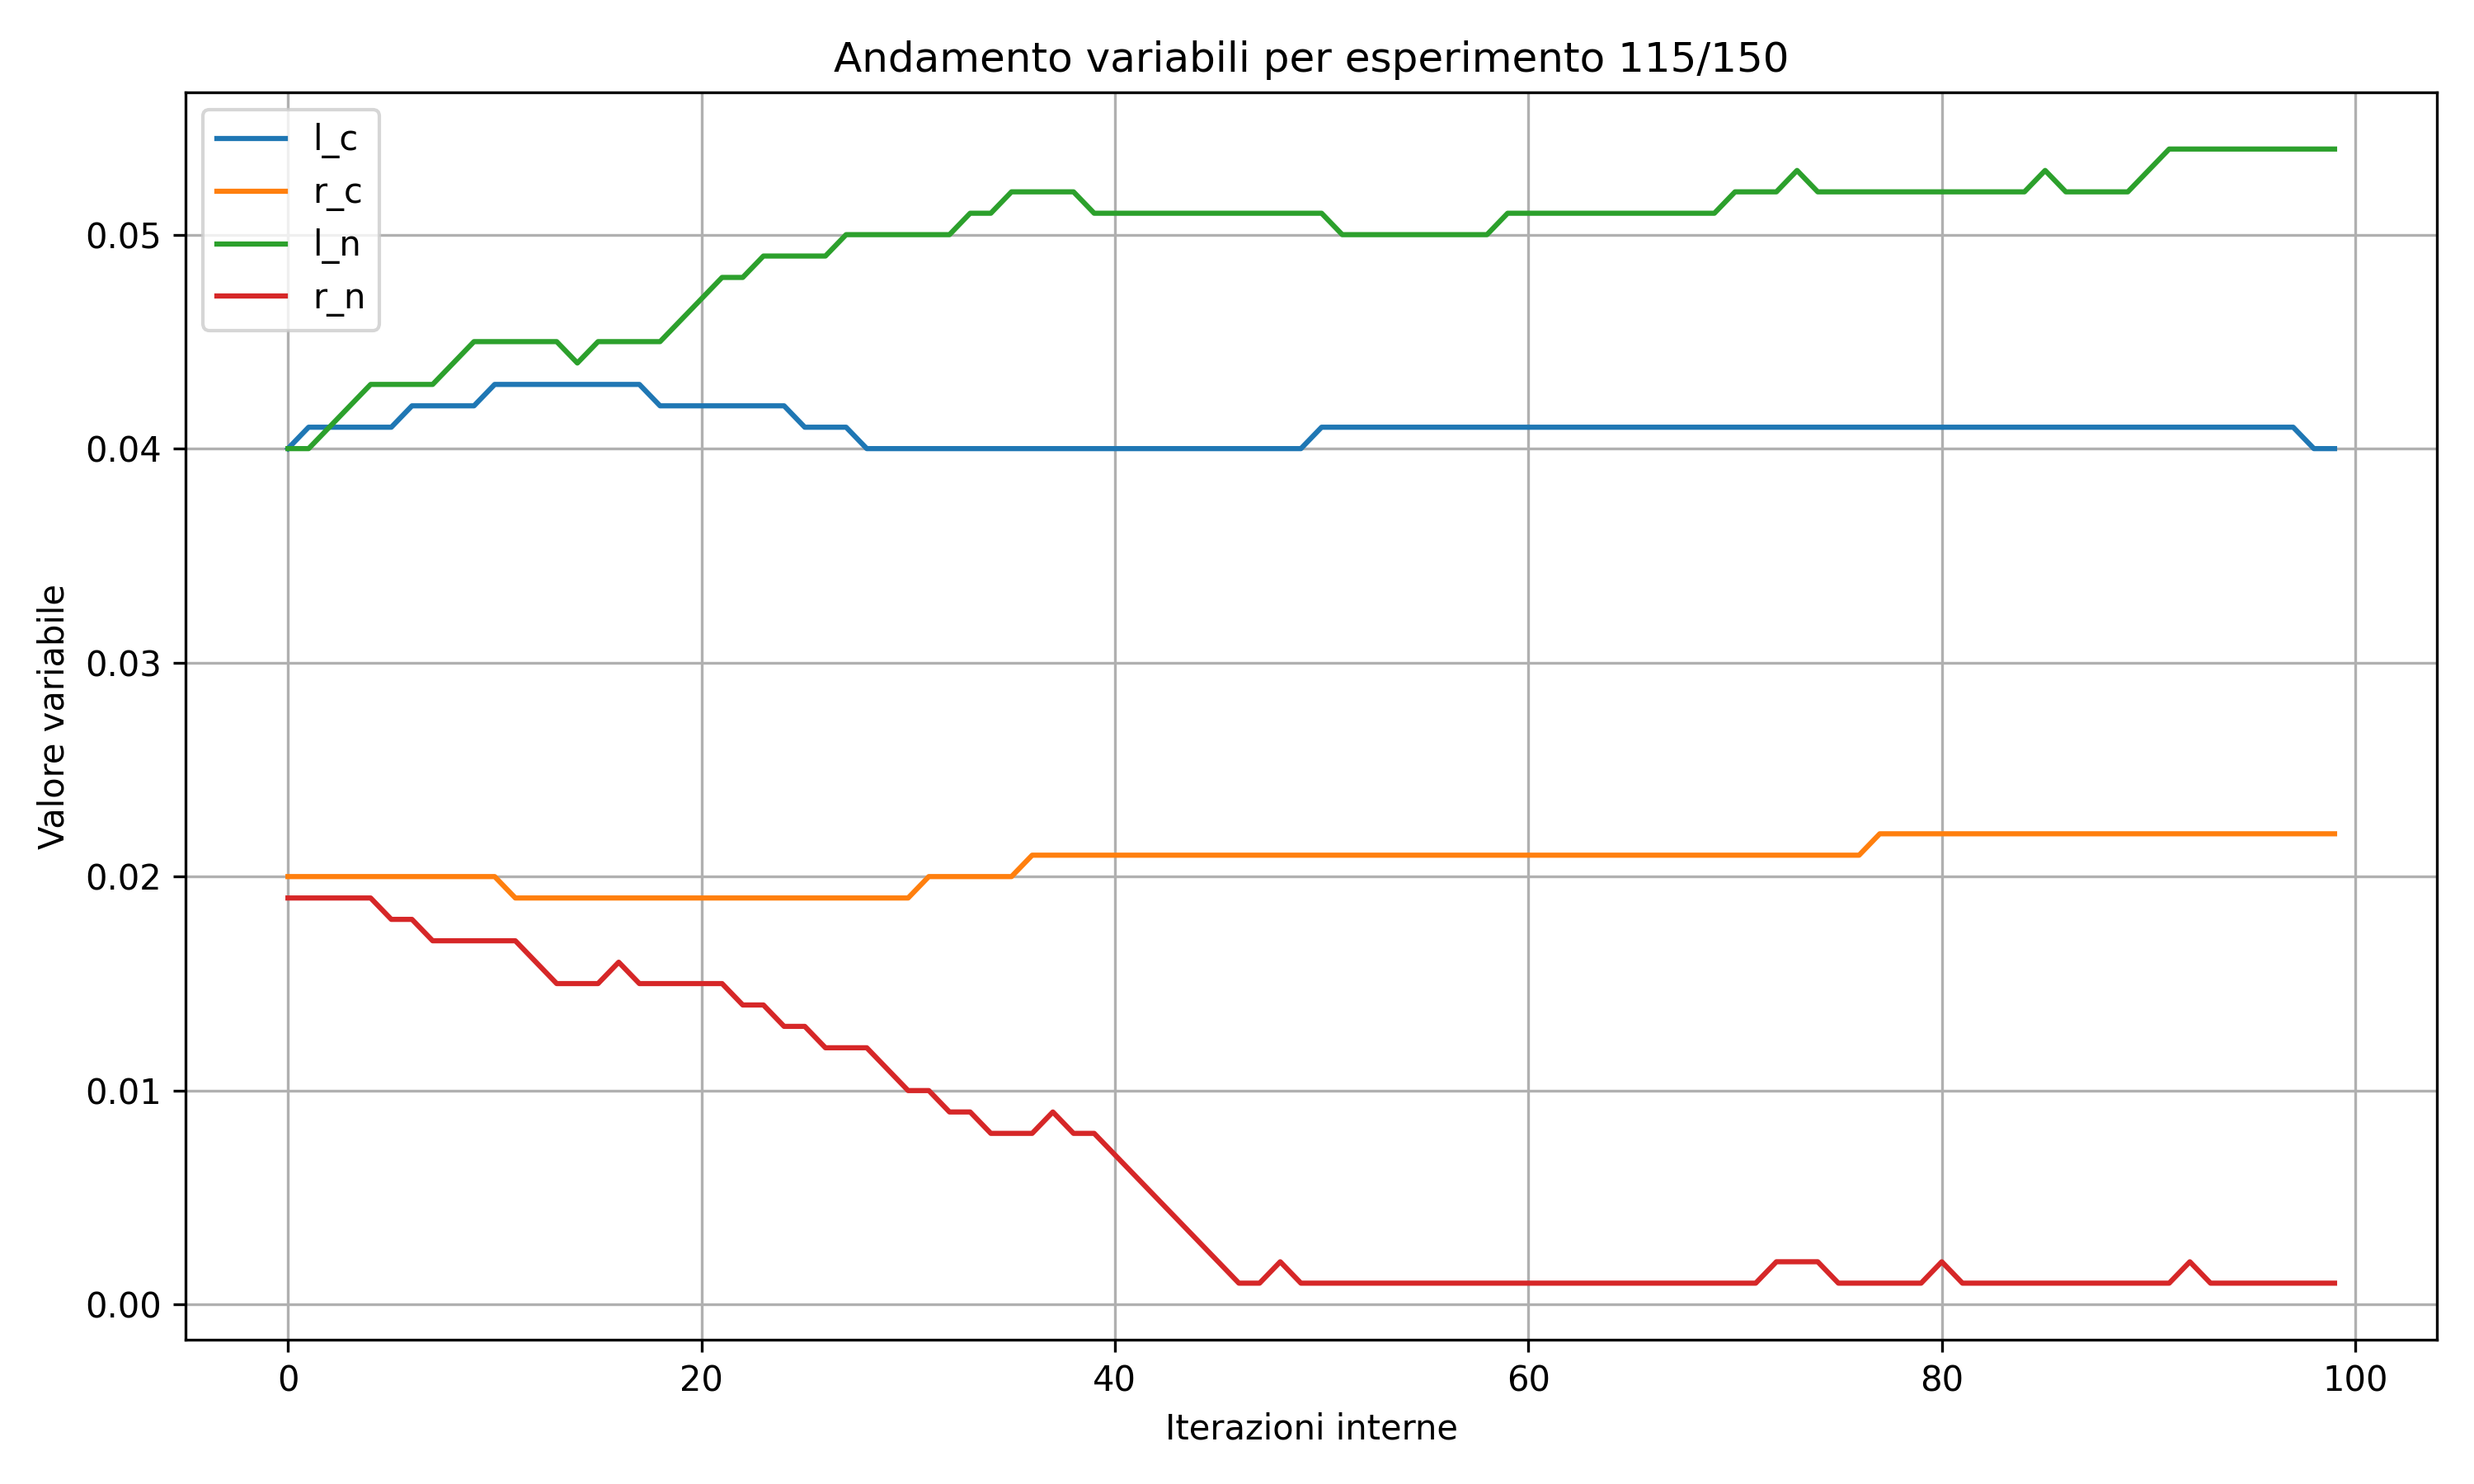 Andamento variabili per esperimento 115/150
l_c
r_c
l_n
r_n
Valore variabile
0.05
0.04
0.03
0.02
0.01
0.00
0 20 40 60 80 100
Iterazioni interne